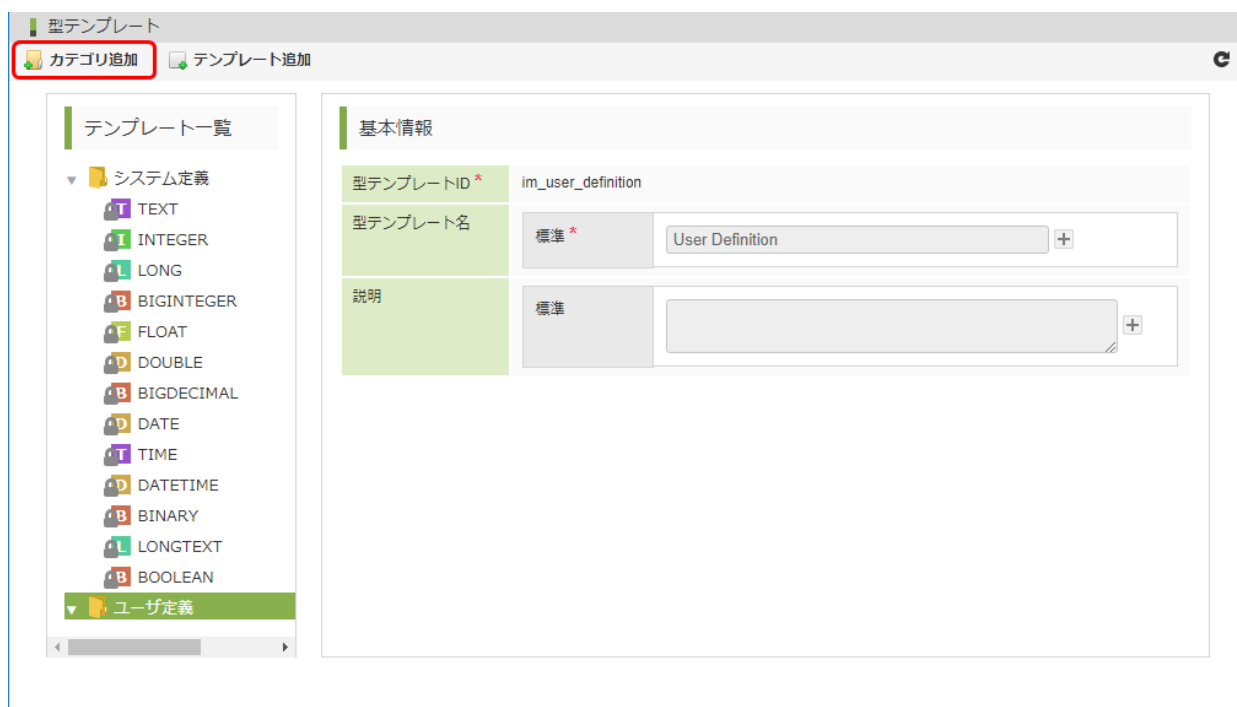 型テンプレート
カテゴリ追加 テンプレート追加
テンプレート一覧
システム定義
T TEXT
I INTEGER
L LONG
B BIGINTEGER
F FLOAT
D DOUBLE
B BIGDECIMAL
D DATE
T TIME
D DATETIME
B BINARY
L LONGTEXT
B BOOLEAN
ユーザ定義
基本情報
型テンプレートID * im_user_definition
型テンプレート名 標準 * User Definition
説明 標準